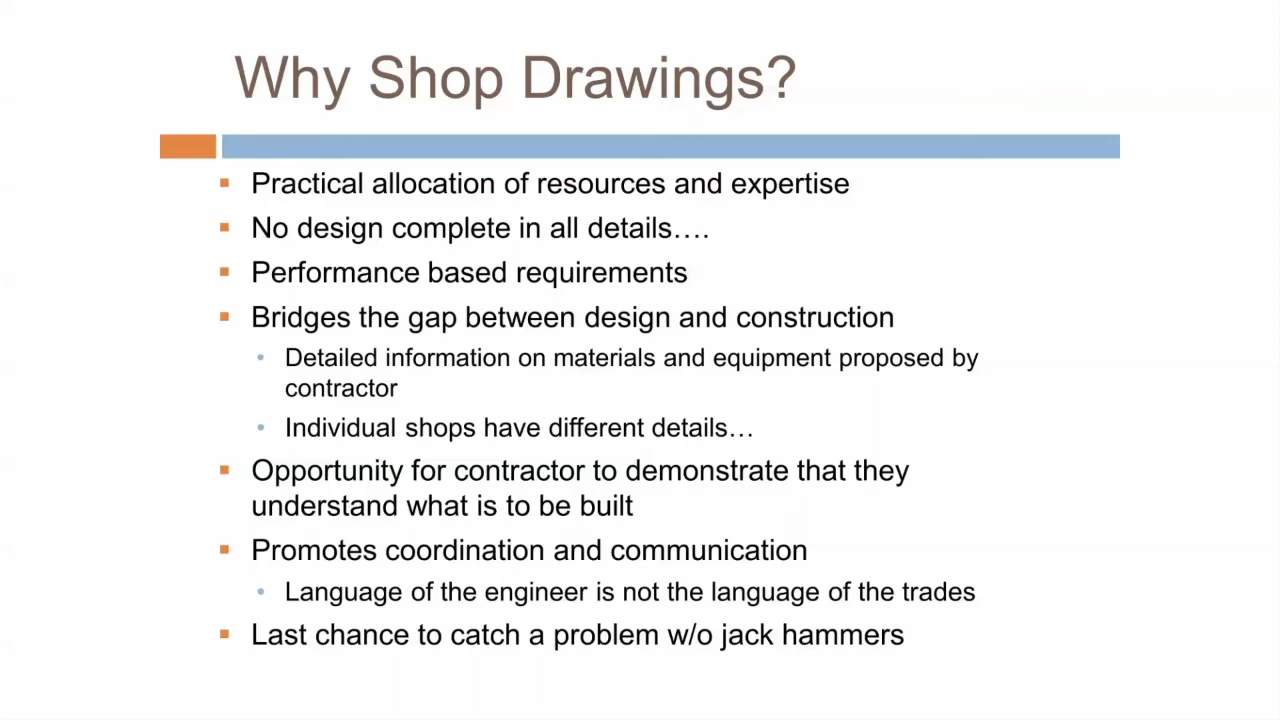 Why Shop Drawings?
Practical allocation of resources and expertise
No design complete in all details….
Performance based requirements
Bridges the gap between design and construction
Detailed information on materials and equipment proposed by
contractor
Individual shops have different details…
Opportunity for contractor to demonstrate that they
understand what is to be built
Promotes coordination and communication
Language of the engineer is not the language of the trades
Last chance to catch a problem w/o jack hammers